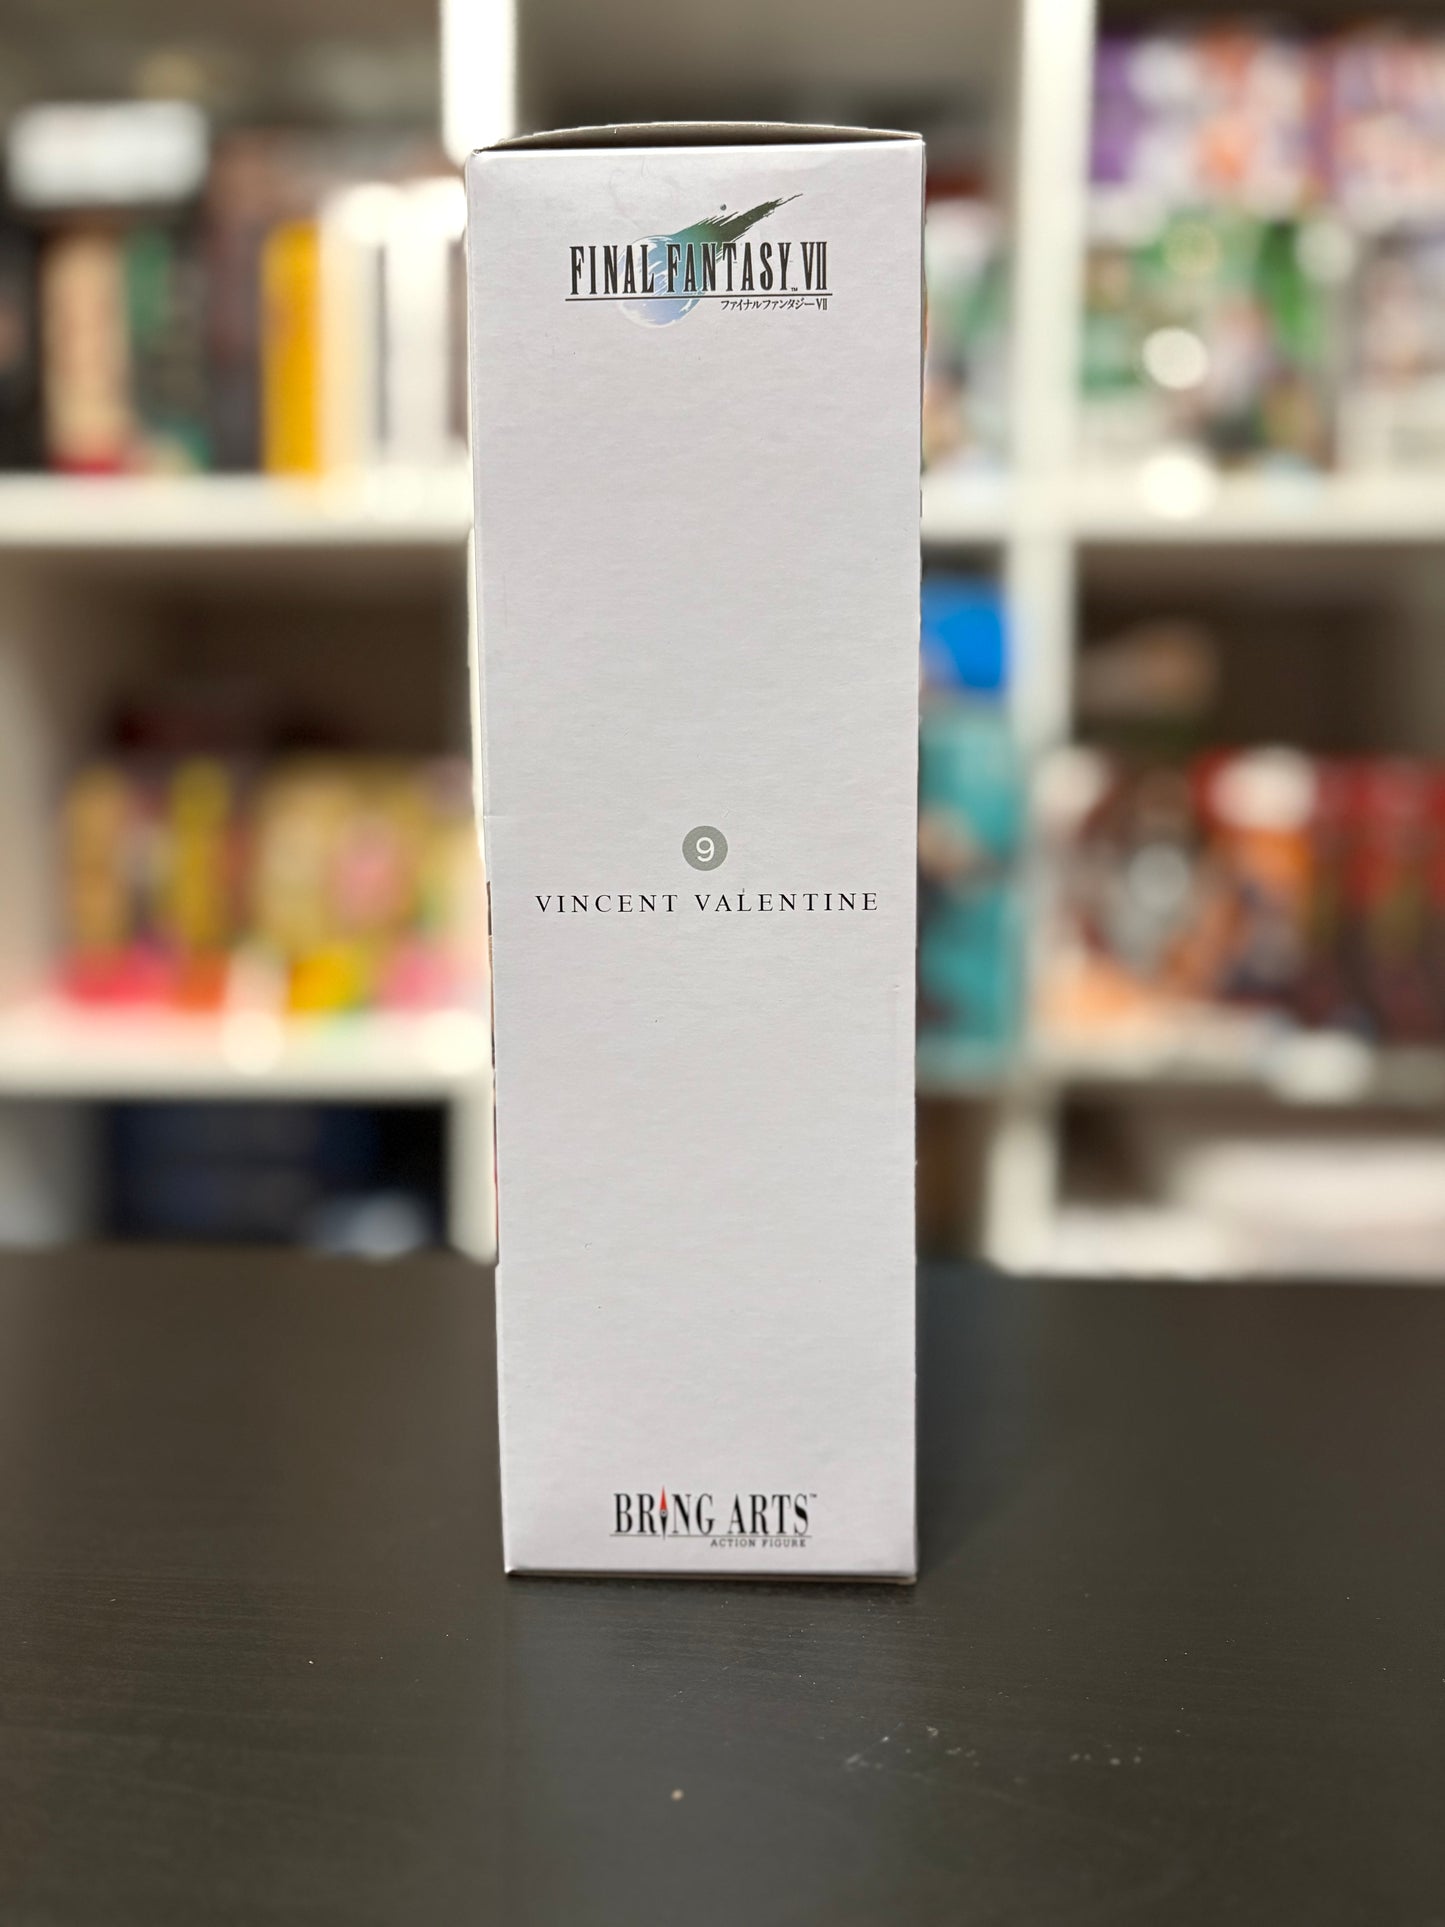 FINAL FANTASY VII
ファイナルファンタジーVII
9
VINCENT VALENTINE
BRING ARTS™
ACTION FIGURE